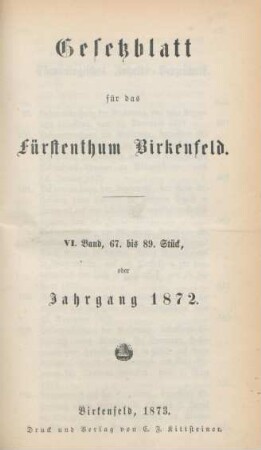 Gesetzblatt
für das
Fürstenthum Birkenfeld.
VI. Band, 67. bis 89. Stück,
oder
Jahrgang 1872.
Birkenfeld, 1873.
Druck und Verlag von C. F. Kittsteiner.